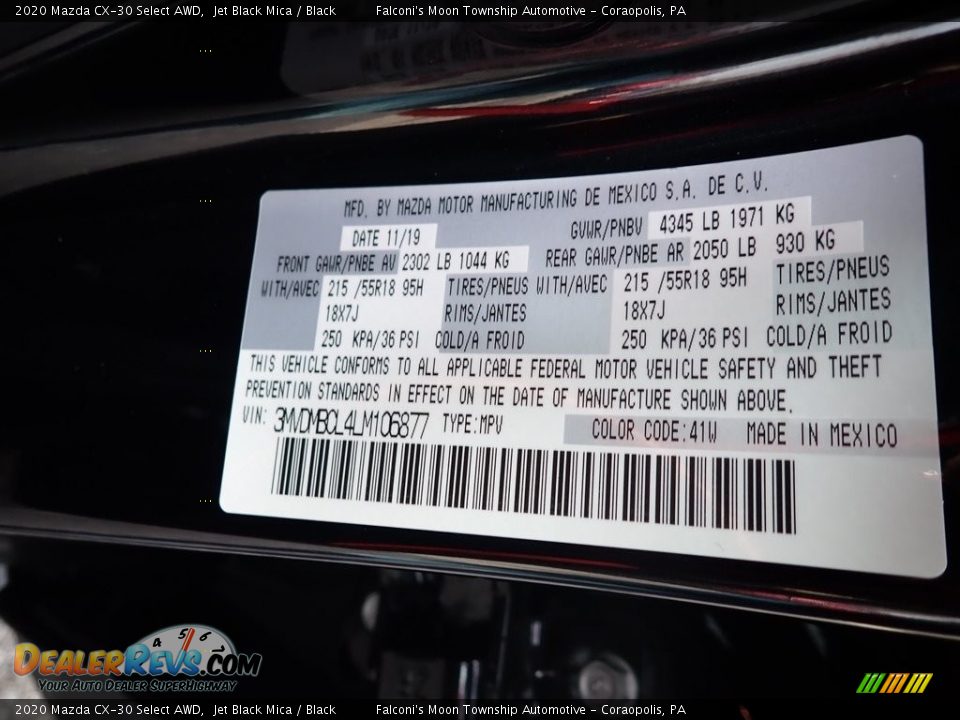 2020 Mazda CX-30 Select AWD, Jet Black Mica / Black Falconi's Moon Township Automotive - Coraopolis, PA
MFD. BY MAZDA MOTOR MANUFACTURING DE MEXICO S.A. DE C.V.
DATE 11/19 GVWR/PNBV 4345 LB 1971 KG
FRONT GAWR/PNBE AV 2302 LB 1044 KG REAR GAWR/PNBE AR 2050 LB 930 KG
WITH/AVEC 215 /55R18 95H TIRES/PNEUS WITH/AVEC 215 /55R18 95H TIRES/PNEUS
18X7J RIMS/JANTES 18X7J RIMS/JANTES
250 KPA/36 PSI COLD/A FROID 250 KPA/36 PSI COLD/A FROID
THIS VEHICLE CONFORMS TO ALL APPLICABLE FEDERAL MOTOR VEHICLE SAFETY AND THEFT
PREVENTION STANDARDS IN EFFECT ON THE DATE OF MANUFACTURE SHOWN ABOVE.
VIN: 3MVDMBCL4LM106877 TYPE:MPV COLOR CODE:41W MADE IN MEXICO
4 5 6
DEALERREVS.COM
YOUR AUTO DEALER SUPERHIGHWAY
2020 Mazda CX-30 Select AWD, Jet Black Mica / Black Falconi's Moon Township Automotive - Coraopolis, PA